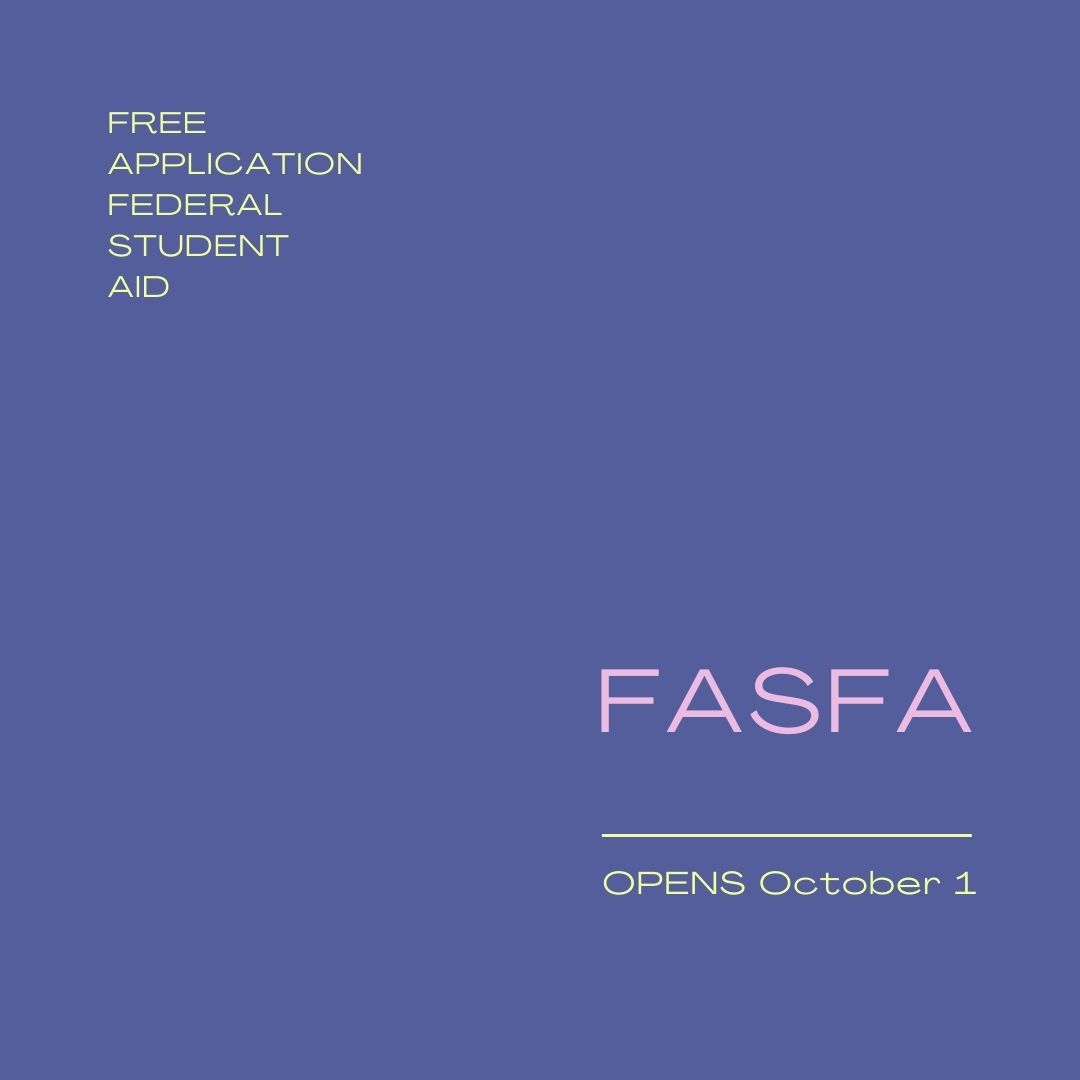 FREE
APPLICATION
FEDERAL
STUDENT
AID
FASFA
OPENS October 1